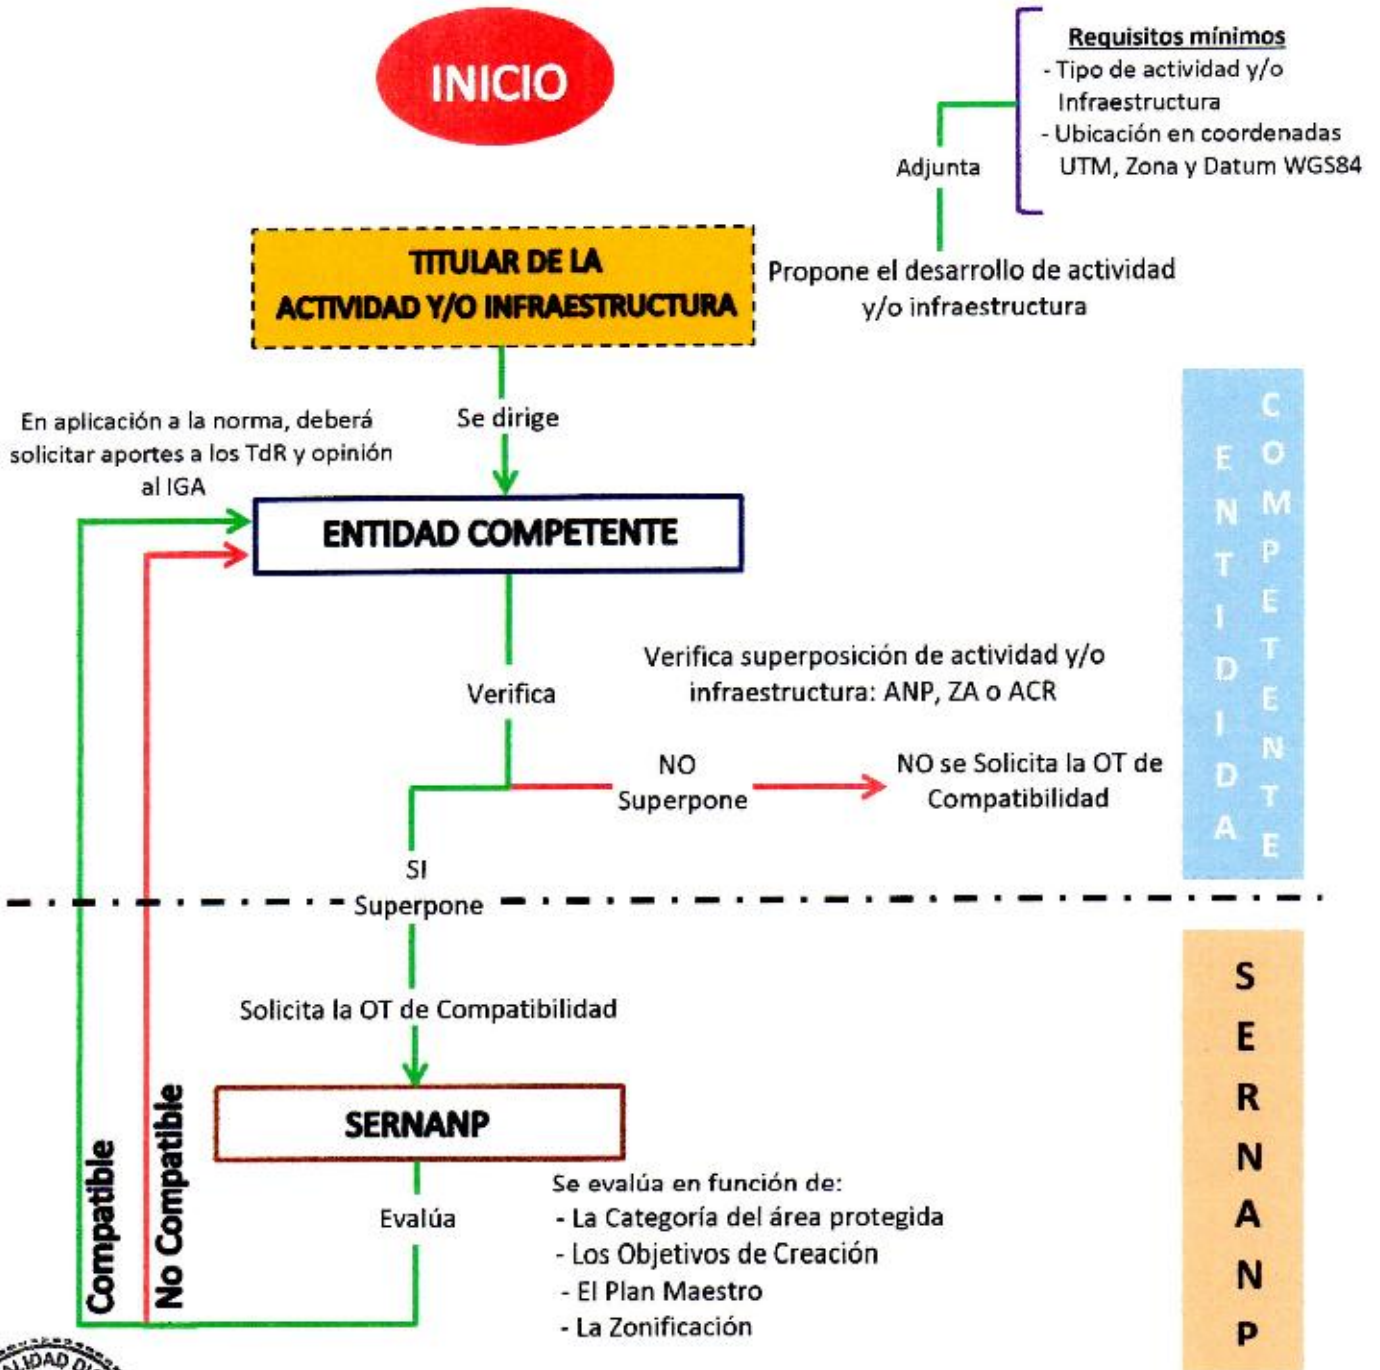 INICIO
Requisitos mínimos
- Tipo de actividad y/o
Infraestructura
- Ubicación en coordenadas
UTM, Zona y Datum WGS84
Adjunta
TITULAR DE LA
ACTIVIDAD Y/O INFRAESTRUCTURA
Propone el desarrollo de actividad
y/o infraestructura
Se dirige
En aplicación a la norma, deberá
solicitar aportes a los TdR y opinión
al IGA
ENTIDAD COMPETENTE
Verifica
Verifica superposición de actividad y/o
infraestructura: ANP, ZA o ACR
NO
Superpone
NO se Solicita la OT de
Compatibilidad
ENTIDIDA
COMPETENTE
SI
Superpone
Solicita la OT de Compatibilidad
SERNANP
Evalúa
Se evalúa en función de:
- La Categoría del área protegida
- Los Objetivos de Creación
- El Plan Maestro
- La Zonificación
Compatible
No Compatible
SERNANP